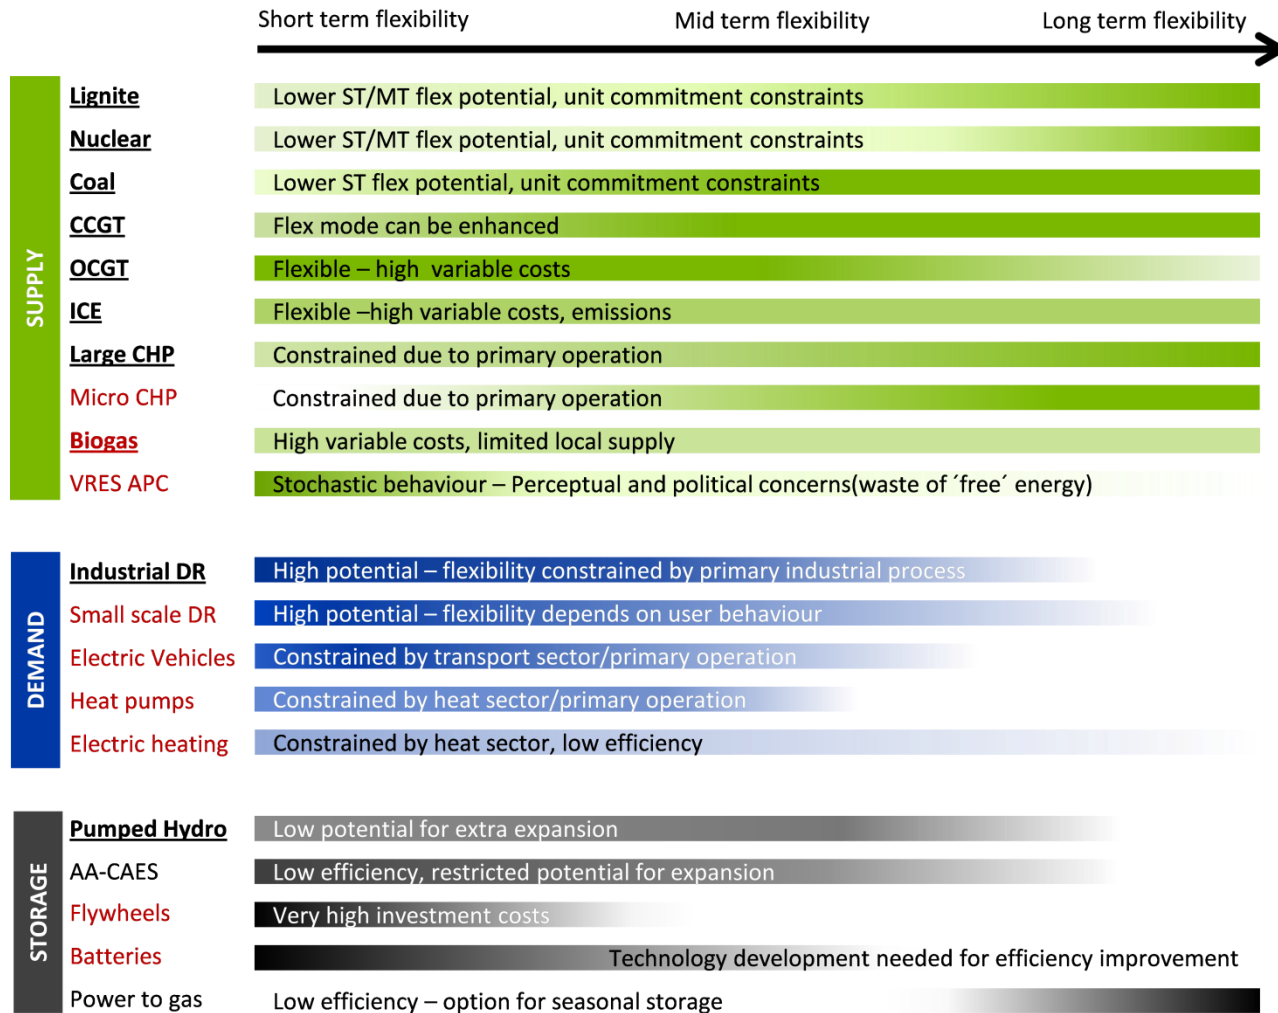 Short term flexibility Mid term flexibility Long term flexibility
SUPPLY
Lignite Lower ST/MT flex potential, unit commitment constraints
Nuclear Lower ST/MT flex potential, unit commitment constraints
Coal Lower ST flex potential, unit commitment constraints
CCGT Flex mode can be enhanced
OCGT Flexible – high variable costs
ICE Flexible –high variable costs, emissions
Large CHP Constrained due to primary operation
Micro CHP Constrained due to primary operation
Biogas High variable costs, limited local supply
VRES APC Stochastic behaviour – Perceptual and political concerns(waste of ´free´ energy)
DEMAND
Industrial DR High potential – flexibility constrained by primary industrial process
Small scale DR High potential – flexibility depends on user behaviour
Electric Vehicles Constrained by transport sector/primary operation
Heat pumps Constrained by heat sector/primary operation
Electric heating Constrained by heat sector, low efficiency
STORAGE
Pumped Hydro Low potential for extra expansion
AA-CAES Low efficiency, restricted potential for expansion
Flywheels Very high investment costs
Batteries Technology development needed for efficiency improvement
Power to gas Low efficiency – option for seasonal storage